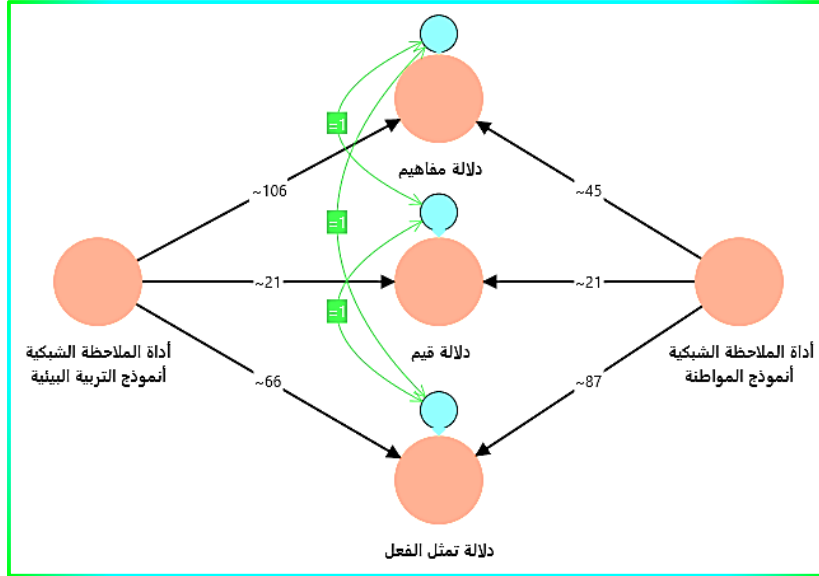 =1
دلالة مفاهيم
~106
~45
=1
~21
~21
أداة الملاحظة الشبكية
أنموذج التربية البيئية
دلالة قيم
أداة الملاحظة الشبكية
أنموذج المواطنة
=1
~66
~87
دلالة تمثل الفعل